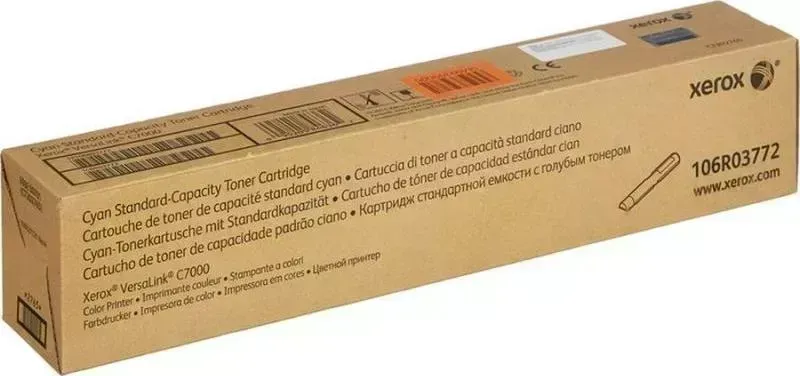 xerox
Cyan Standard-Capacity Toner Cartridge
Xerox® VersaLink® C7000
xerox
106R03772
www.xerox.com
Cyan Standard-Capacity Toner Cartridge
Cartouche de toner de capacité standard cyan • Cartuccia di toner a capacità standard ciano
Cyan-Tonerkartusche mit Standardkapazität • Cartucho de toner de capacidad estándar cian
Cartucho de toner de capacidade padrão ciano • Картридж стандартной емкости с голубым тонером
Xerox® VersaLink® C7000
Color Printer • Imprimante couleur • Stampante a colori
Farbdrucker • Impresora de color • Impressora em cores • Цветной принтер